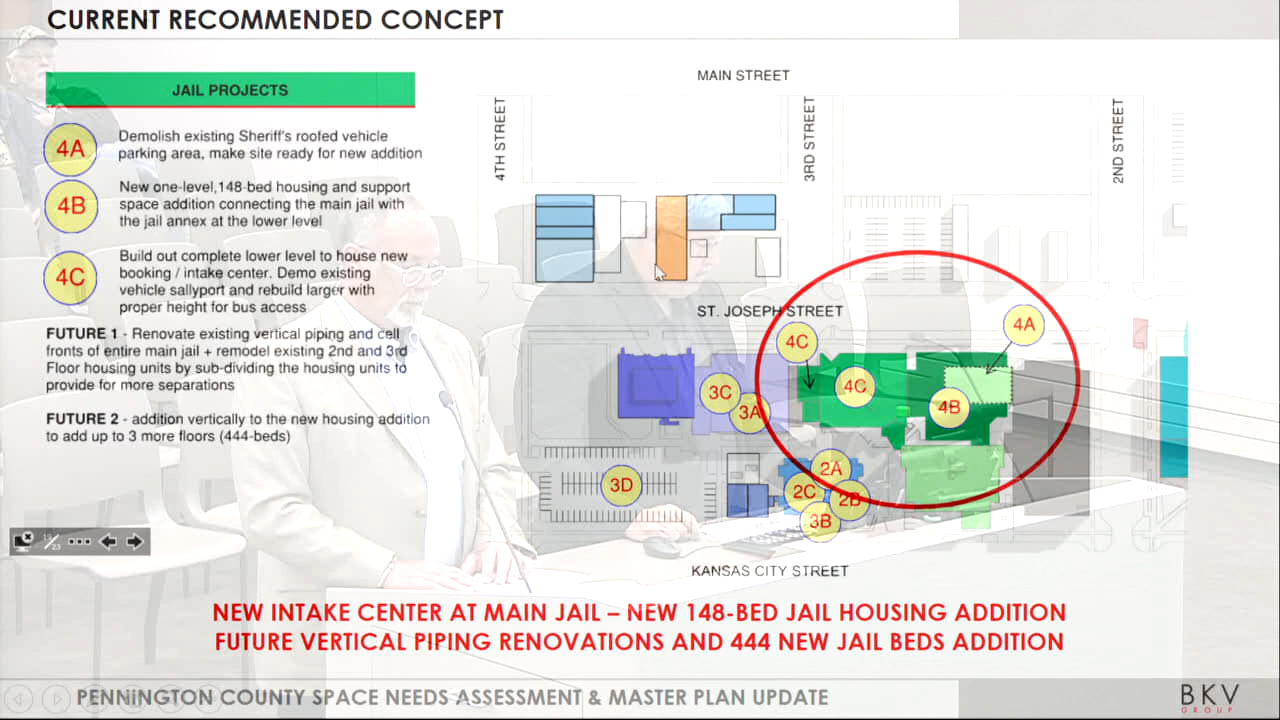 CURRENT RECOMMENDED CONCEPT
JAIL PROJECTS
4A
Demolish existing Sheriff's roofed vehicle
parking area, make site ready for new addition
4B
New one-level,148-bed housing and support
space addition connecting the main jail with
the jail annex at the lower level
4C
Build out complete lower level to house new
booking / intake center. Demo existing
vehicle sallyport and rebuild larger with
proper height for bus access
FUTURE 1 - Renovate existing vertical piping and cell
fronts of entire main jail + remodel existing 2nd and 3rd
Floor housing units by sub-dividing the housing units to
provide for more separations
FUTURE 2 - addition vertically to the new housing addition
to add up to 3 more floors (444-beds)
MAIN STREET
4TH STREET
3RD STREET
2ND STREET
ST. JOSEPH STREET
4A
4C
4C
3C
4B
3A
2A
3D
2C
2B
3B
KANSAS CITY STREET
NEW INTAKE CENTER AT MAIN JAIL – NEW 148-BED JAIL HOUSING ADDITION
FUTURE VERTICAL PIPING RENOVATIONS AND 444 NEW JAIL BEDS ADDITION
PENNINGTON COUNTY SPACE NEEDS ASSESSMENT & MASTER PLAN UPDATE
BKV
GROUP